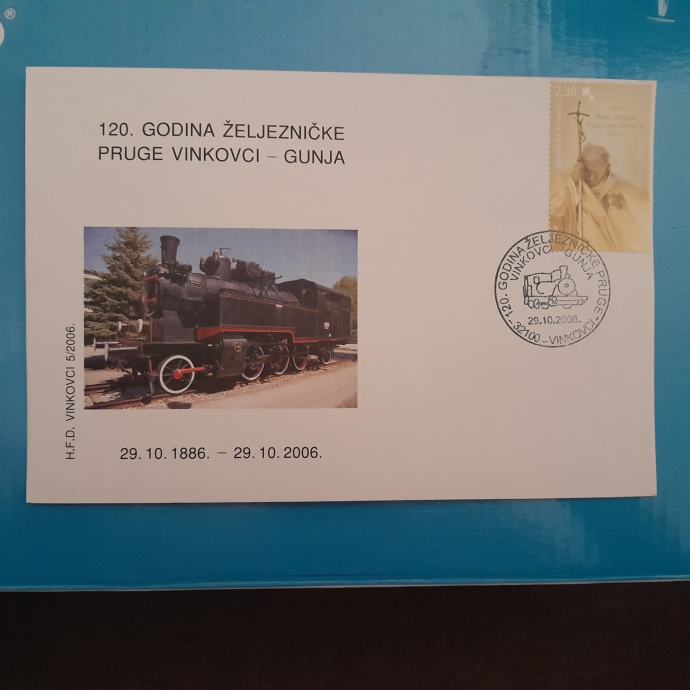 ®
120. GODINA ŽELJEZNIČKE
PRUGE VINKOVCI – GUNJA
2,30
120. GODINA ŽELJEZNIČKE PRUGE
VINKOVCI - GUNJA
29.10.2006.
32100 - VINKOVCI
H.F.D. VINKOVCI 5/2006.
29. 10. 1886. – 29. 10. 2006.